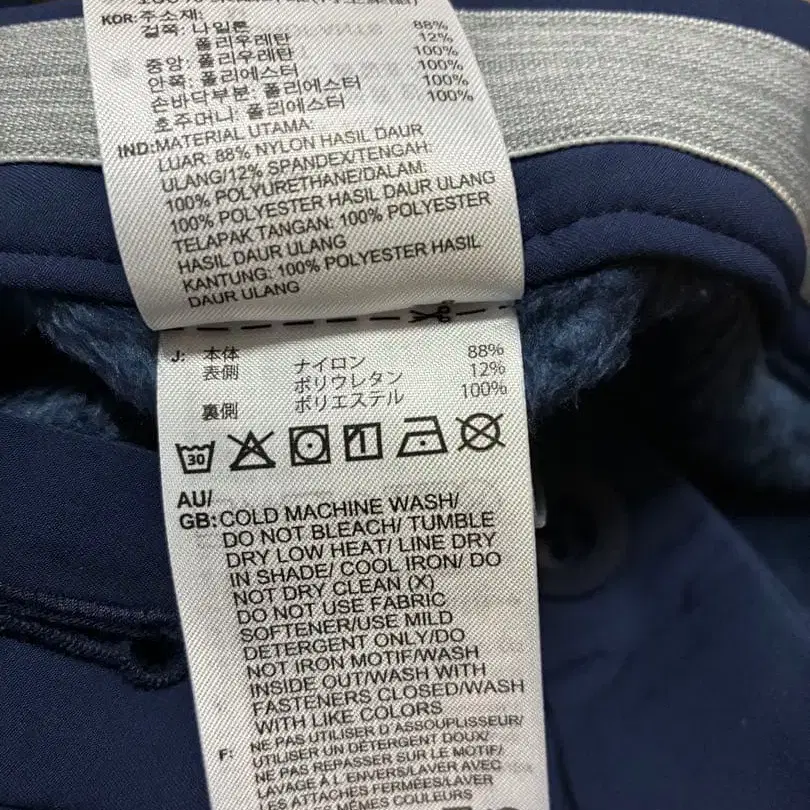 KOR: 주소재:
겉쪽: 나일론 88%
폴리우레탄 12%
중앙: 폴리우레탄 100%
안쪽: 폴리에스터 100%
손바닥부분: 폴리에스터 100%
호주머니: 폴리에스터 100%
IND: MATERIAL UTAMA:
LUAR: 88% NYLON HASIL DAUR
ULANG/12% SPANDEX/TENGAH:
100% POLYURETHANE/DALAM:
100% POLYESTER HASIL DAUR ULANG
TELAPAK TANGAN: 100% POLYESTER
HASIL DAUR ULANG
KANTUNG: 100% POLYESTER HASIL
DAUR ULANG
J: 本体
表側 ナイロン 88%
ポリウレタン 12%
裏側 ポリエステル 100%
30
AU/
GB: COLD MACHINE WASH/
DO NOT BLEACH/ TUMBLE
DRY LOW HEAT/ LINE DRY
IN SHADE/ COOL IRON/ DO
NOT DRY CLEAN (X)
DO NOT USE FABRIC
SOFTENER/USE MILD
DETERGENT ONLY/DO
NOT IRON MOTIF/WASH
INSIDE OUT/WASH WITH
FASTENERS CLOSED/WASH
WITH LIKE COLORS
F: NE PAS UTILISER D'ASSOUPLISSEUR/
UTILISER UN DÉTERGENT DOUX/
NE PAS REPASSER SUR LE MOTIF/
LAVAGE À L'ENVERS/LAVER AVEC
LES ATTACHES FERMÉES/LAVER
MÊMES COULEURS